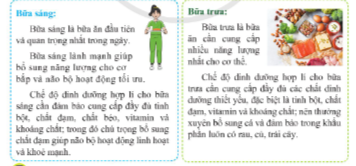 Bữa sáng:
Bữa sáng là bữa ăn đầu tiên
và quan trọng nhất trong ngày.
Bữa sáng lành mạnh giúp
bổ sung năng lượng cho cơ
bắp và não bộ hoạt động tối ưu.
Chế độ dinh dưỡng hợp lí cho bữa
sáng cần đảm bảo cung cấp đầy đủ tinh
bột, chất đạm, chất béo, vitamin và
khoáng chất; trong đó chú trọng bổ sung
chất đạm giúp não bộ hoạt động linh hoạt
và khoẻ mạnh.
Bữa trưa:
Bữa trưa là bữa
ăn cần cung cấp
nhiều năng lượng
nhất cho cơ thể.
Chế độ dinh dưỡng hợp lí cho bữa
trưa cần cung cấp đầy đủ các chất dinh
dưỡng thiết yếu, đặc biệt là tinh bột, chất
đạm, vitamin và khoáng chất; nên thường
xuyên bổ sung cá và đảm bảo trong khẩu
phần luôn có rau, củ, trái cây.